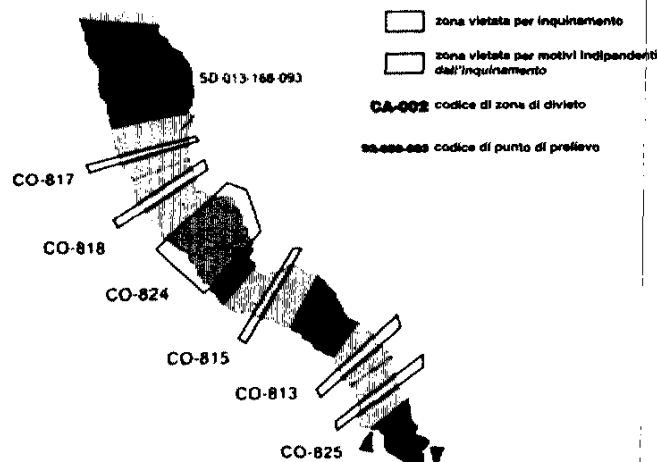 zona vietata per inquinamento
zona vietata per motivi indipendenti
dall'inquinamento
SD-013-168-093
CA-002 codice di zona di divieto
codice di punto di prelievo
CO-817
CO-818
CO-824
CO-815
CO-813
CO-825